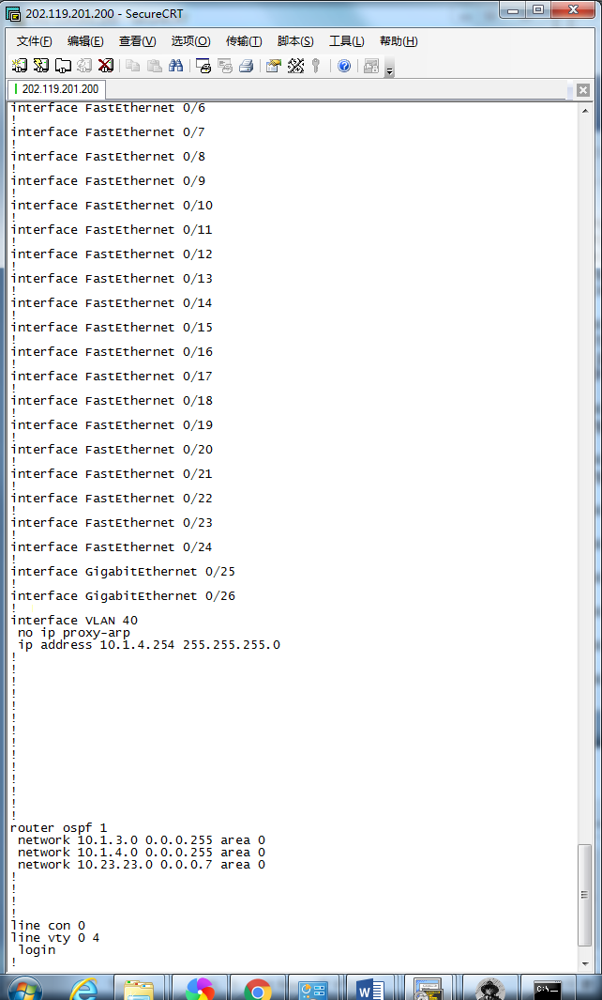 202.119.201.200 - SecureCRT
文件(F) 编辑(E) 查看(V) 选项(O) 传输(T) 脚本(S) 工具(L) 帮助(H)
202.119.201.200
interface FastEthernet 0/6
!
interface FastEthernet 0/7
!
interface FastEthernet 0/8
!
interface FastEthernet 0/9
!
interface FastEthernet 0/10
!
interface FastEthernet 0/11
!
interface FastEthernet 0/12
!
interface FastEthernet 0/13
!
interface FastEthernet 0/14
!
interface FastEthernet 0/15
!
interface FastEthernet 0/16
!
interface FastEthernet 0/17
!
interface FastEthernet 0/18
!
interface FastEthernet 0/19
!
interface FastEthernet 0/20
!
interface FastEthernet 0/21
!
interface FastEthernet 0/22
!
interface FastEthernet 0/23
!
interface FastEthernet 0/24
!
interface GigabitEthernet 0/25
!
interface GigabitEthernet 0/26
!
interface VLAN 40
no ip proxy-arp
ip address 10.1.4.254 255.255.255.0
!
!
!
!
!
!
!
!
!
!
!
!
!
!
router ospf 1
network 10.1.3.0 0.0.0.255 area 0
network 10.1.4.0 0.0.0.255 area 0
network 10.23.23.0 0.0.0.7 area 0
!
!
!
!
line con 0
line vty 0 4
login
!